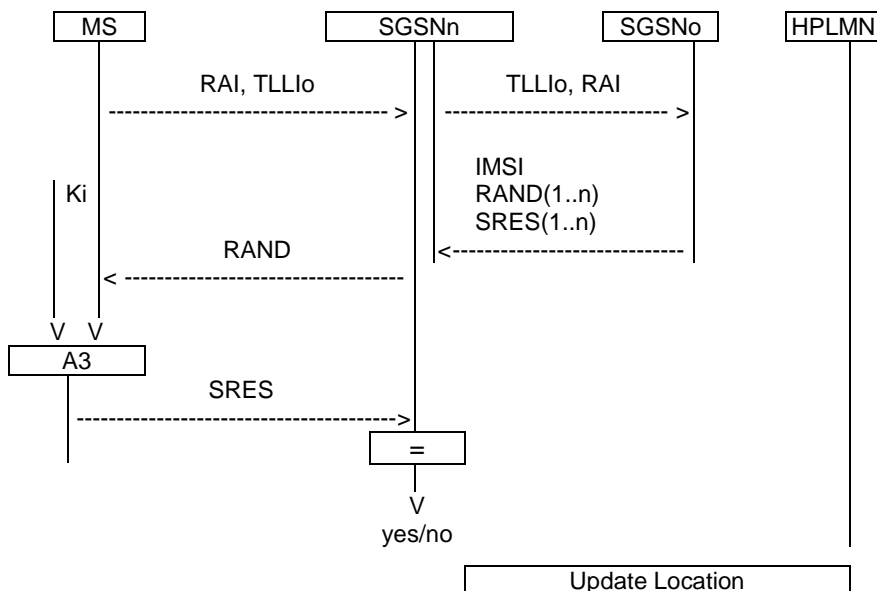 MS SGSNn SGSNo HPLMN
RAI, TLLIo TLLIo, RAI
------------------------------------- > -------------------------------- >
IMSI
Ki RAND(1..n)
SRES(1..n)
RAND <------------------------------
< -------------------------------------
V V
A3
SRES
-------------------------------------------->
=
V
yes/no
Update Location